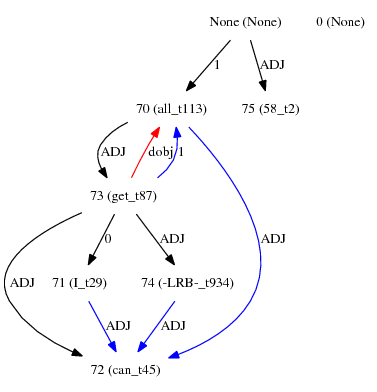 None (None) 0 (None)
1 ADJ
70 (all_t113) 75 (58_t2)
ADJ dobj 1
73 (get_t87)
0 ADJ ADJ
ADJ 71 (I_t29) 74 (-LRB-_t934)
ADJ ADJ
72 (can_t45)